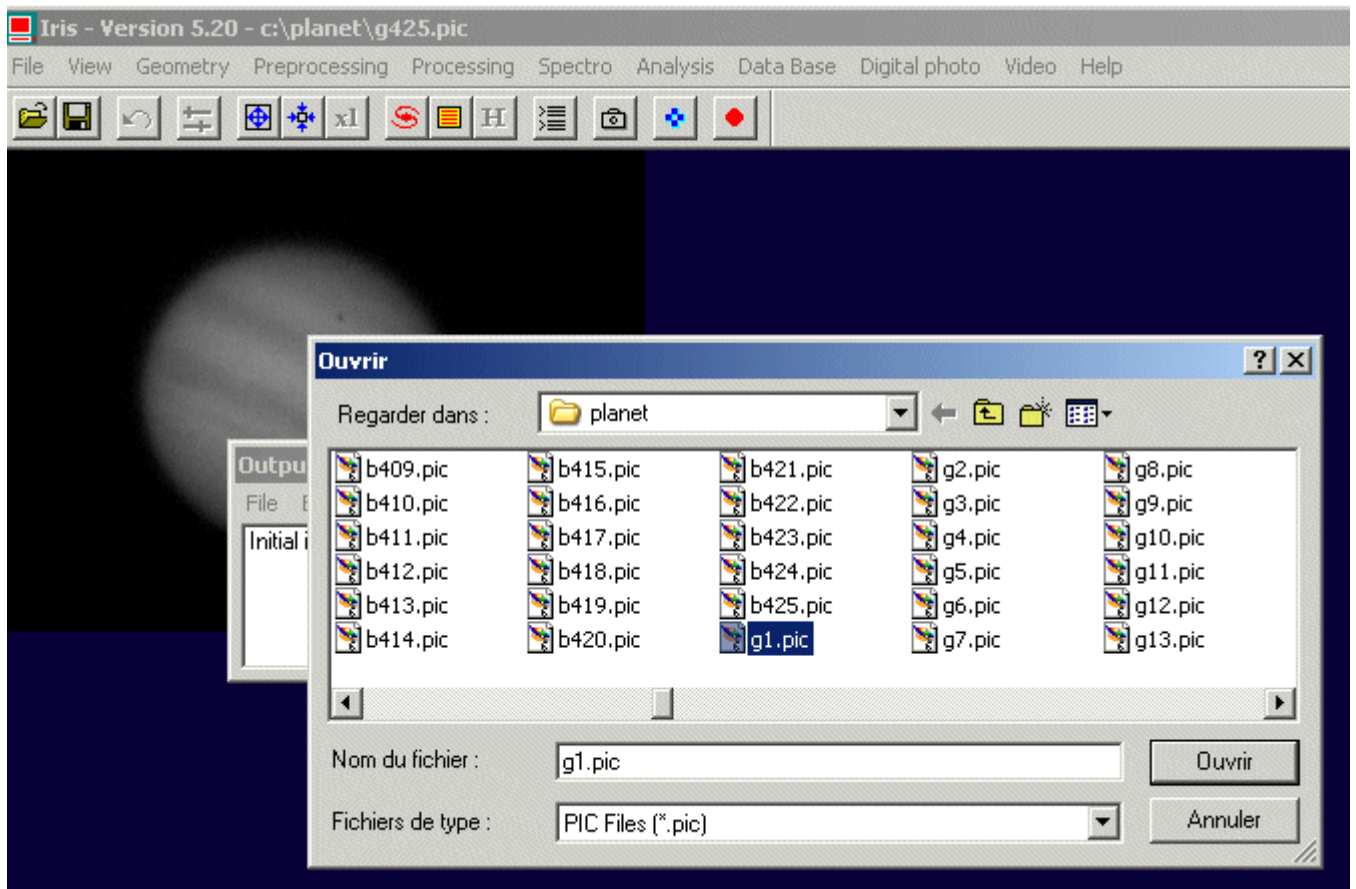 Iris - Version 5.20 - c:\planet\g425.pic
File View Geometry Preprocessing Processing Spectro Analysis Data Base Digital photo Video Help
x1 H
Ouvrir
Regarder dans : planet
Outpu
File
Initial i
b409.pic b415.pic b421.pic g2.pic g8.pic
b410.pic b416.pic b422.pic g3.pic g9.pic
b411.pic b417.pic b423.pic g4.pic g10.pic
b412.pic b418.pic b424.pic g5.pic g11.pic
b413.pic b419.pic b425.pic g6.pic g12.pic
b414.pic b420.pic g1.pic g7.pic g13.pic
Nom du fichier : g1.pic Ouvrir
Fichiers de type : PIC Files (*.pic) Annuler